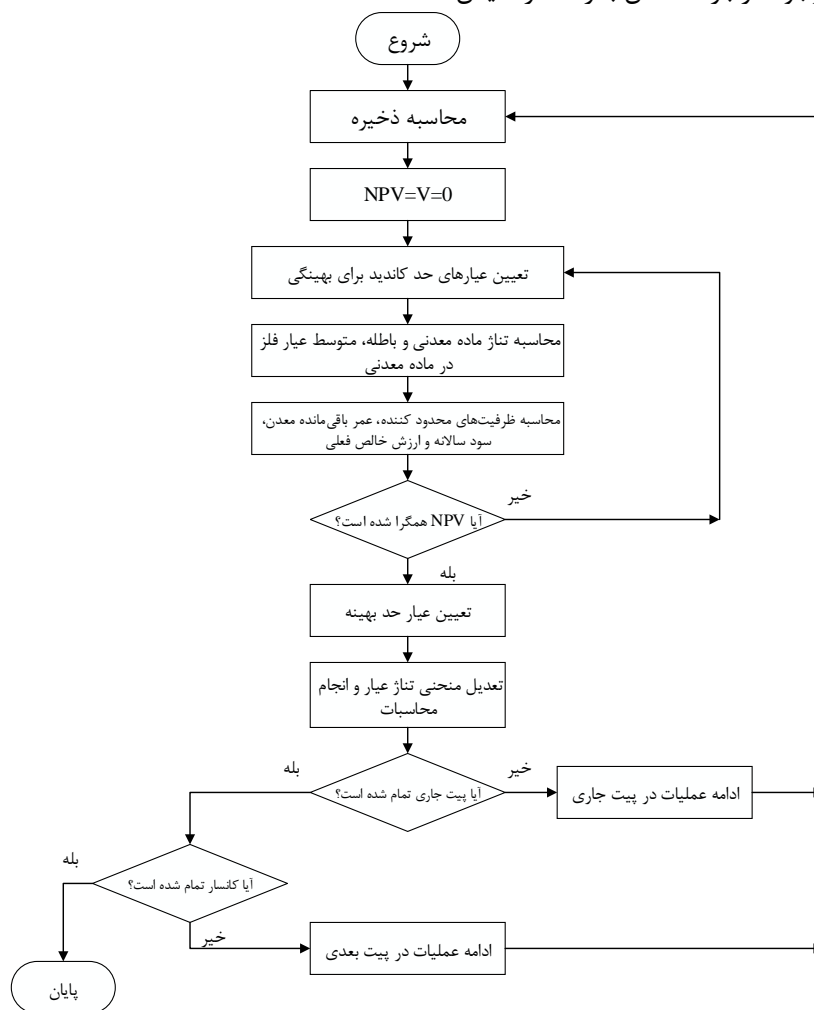 شروع
محاسبه ذخیره
NPV=V=0
تعیین عیارهای حد کاندید برای بهینگی
محاسبه تناژ ماده معدنی و باطله، متوسط عیار فلز
در ماده معدنی
محاسبه ظرفیت‌های محدود کننده، عمر باقی‌مانده معدن،
سود سالانه و ارزش خالص فعلی
خیر
آیا NPV همگرا شده است؟
بله
تعیین عیار حد بهینه
تعدیل منحنی تناژ عیار و انجام
محاسبات
خیر
بله
آیا پیت جاری تمام شده است؟
ادامه عملیات در پیت جاری
بله
آیا کانسار تمام شده است؟
خیر
ادامه عملیات در پیت بعدی
پایان